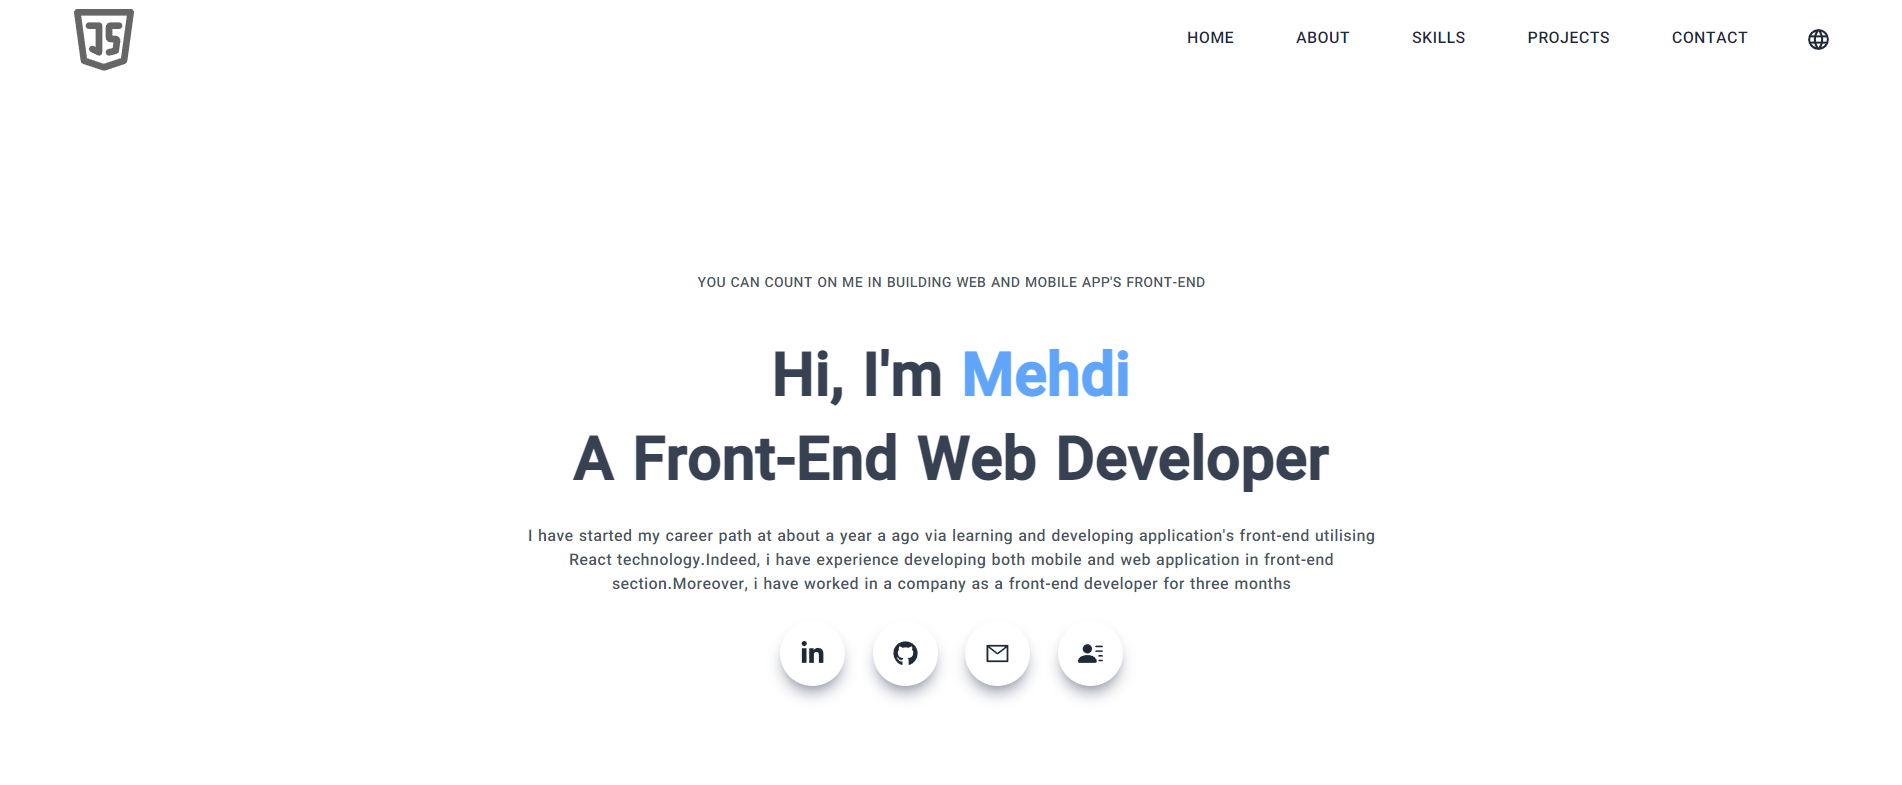 JS
HOME ABOUT SKILLS PROJECTS CONTACT
YOU CAN COUNT ON ME IN BUILDING WEB AND MOBILE APP'S FRONT-END
Hi, I'm Mehdi
A Front-End Web Developer
I have started my career path at about a year a ago via learning and developing application's front-end utilising
React technology.Indeed, i have experience developing both mobile and web application in front-end
section.Moreover, i have worked in a company as a front-end developer for three months
in